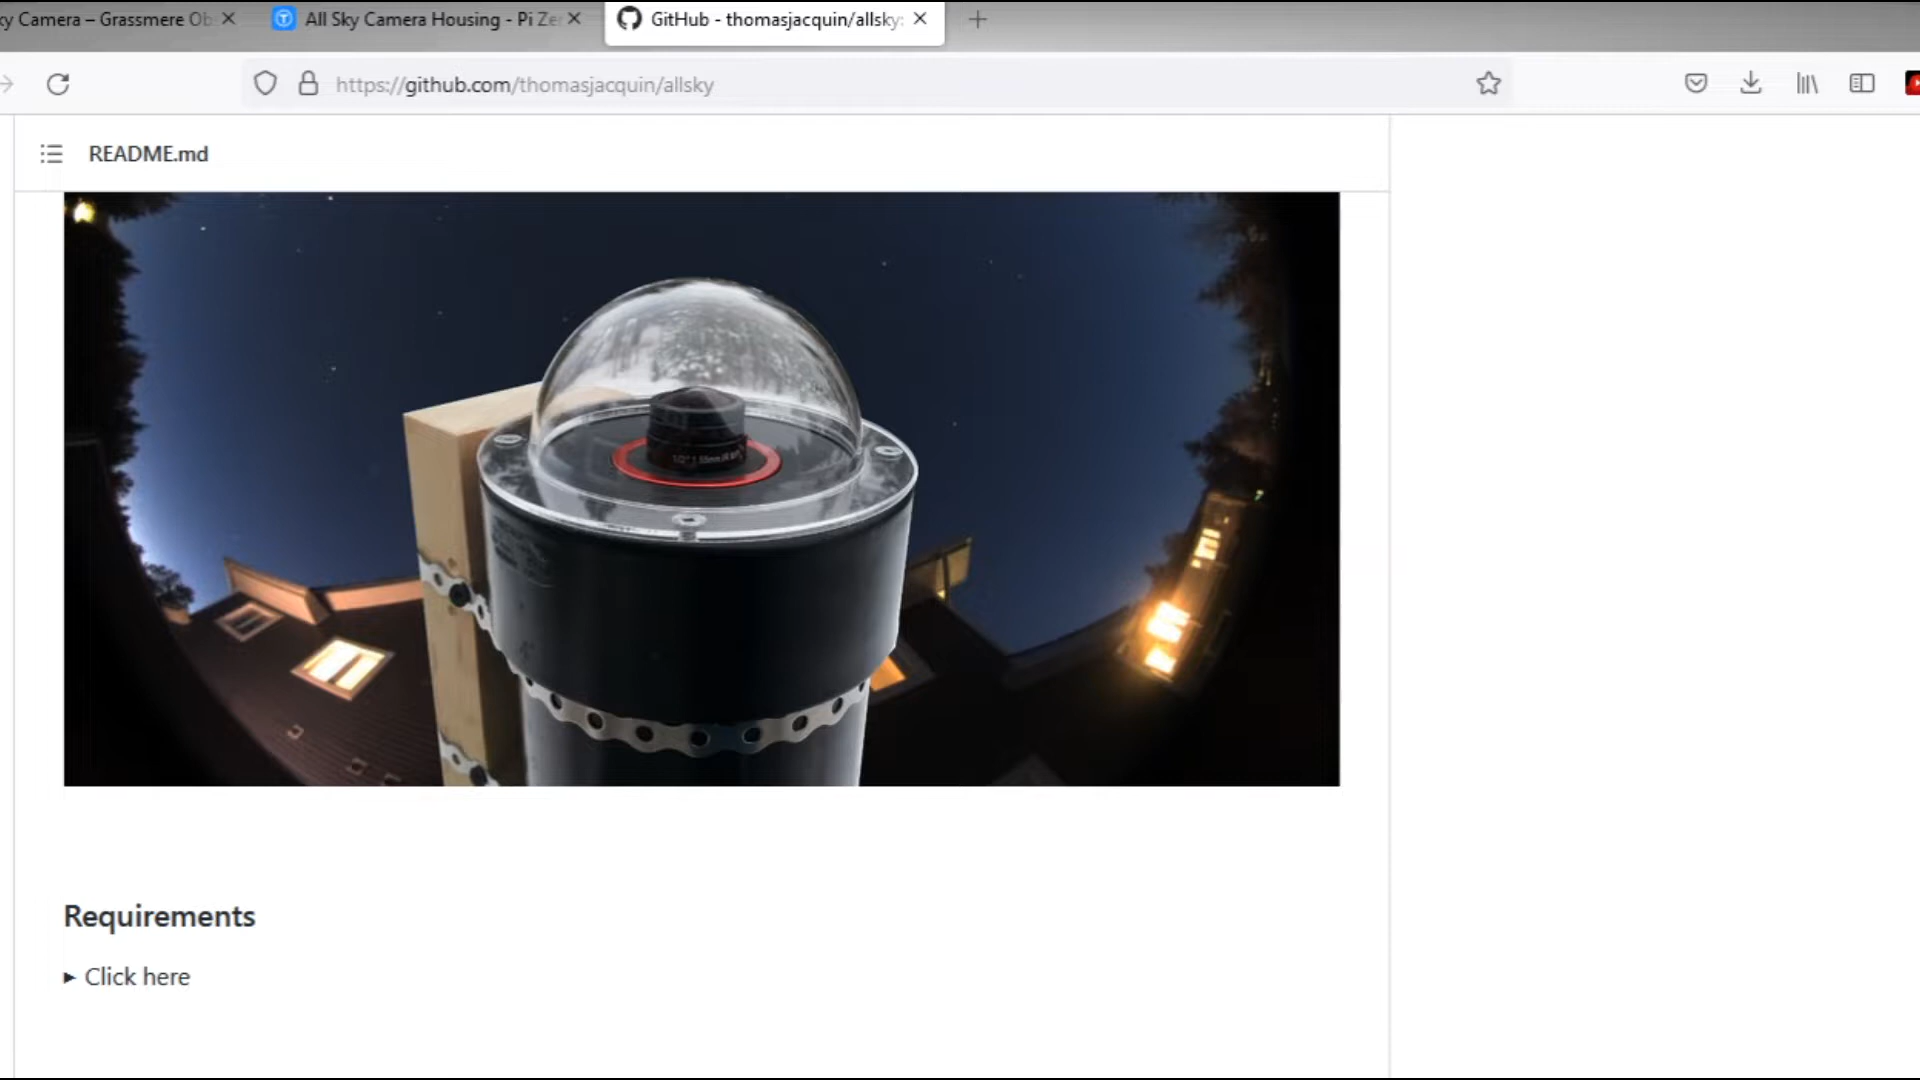 ky Camera – Grassmere Ob
All Sky Camera Housing - Pi Ze
GitHub - thomasjacquin/allsky:
https://github.com/thomasjacquin/allsky
README.md
Requirements
Click here